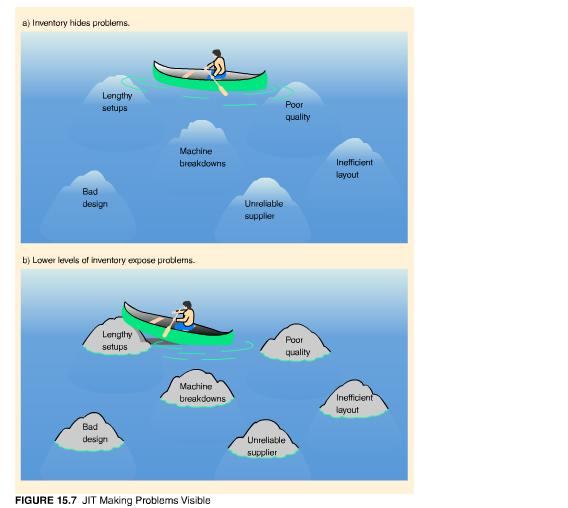 a) Inventory hides problems.
Lengthy
setups
Poor
quality
Machine
breakdowns
Inefficient
layout
Bad
design
Unreliable
supplier
b) Lower levels of inventory expose problems.
Lengthy
setups
Poor
quality
Machine
breakdowns
Inefficient
layout
Bad
design
Unreliable
supplier
FIGURE 15.7 JIT Making Problems Visible